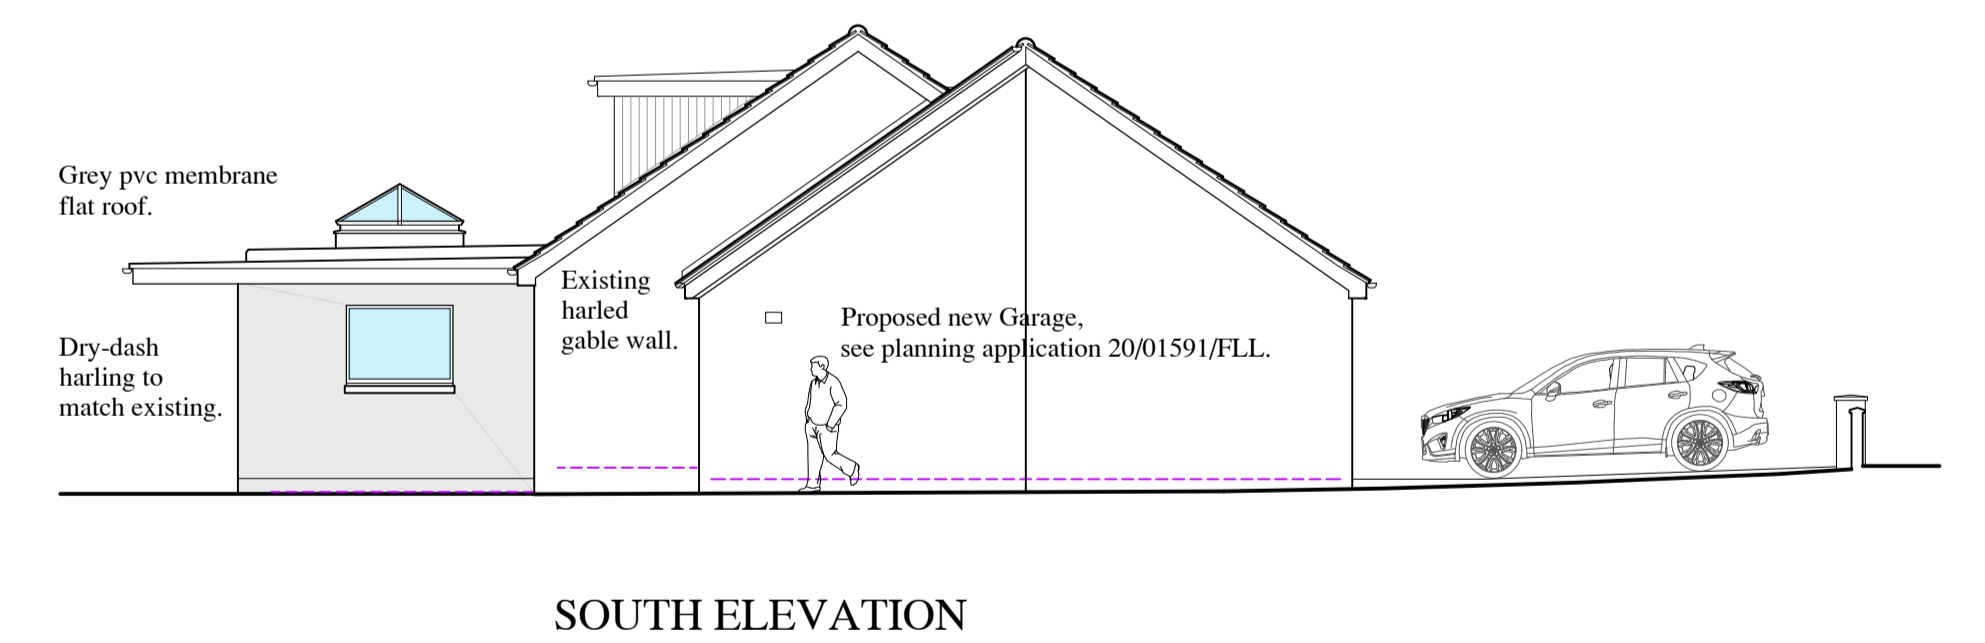 Grey pvc membrane
flat roof.
Dry-dash
harling to
match existing.
Existing
harled
gable wall.
Proposed new Garage,
see planning application 20/01591/FLL.
SOUTH ELEVATION